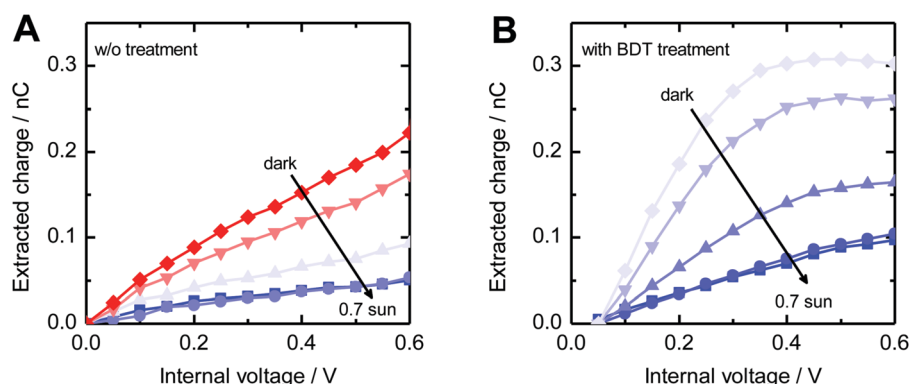 A
w/o treatment
0.3
0.2
0.1
0.0
Extracted charge / nC
dark
0.7 sun
0.0
0.2
0.4
0.6
Internal voltage / V
B
with BDT treatment
0.3
0.2
0.1
0.0
Extracted charge / nC
dark
0.7 sun
0.0
0.2
0.4
0.6
Internal voltage / V